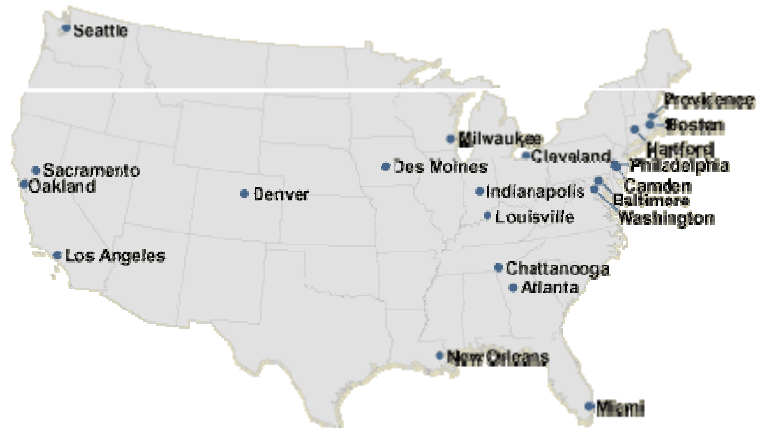 Seattle
Providence
Boston
Milwaukee
Cleveland
Hartford
Des Moines
Philadelphia
Sacramento
Oakland
Denver
Indianapolis
Camden
Baltimore
Louisville
Washington
Los Angeles
Chattanooga
Atlanta
New Orleans
Miami